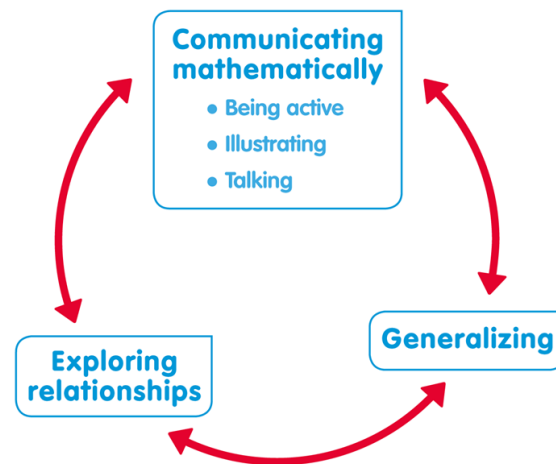 Communicating
mathematically
• Being active
• Illustrating
• Talking
Exploring
relationships
Generalizing